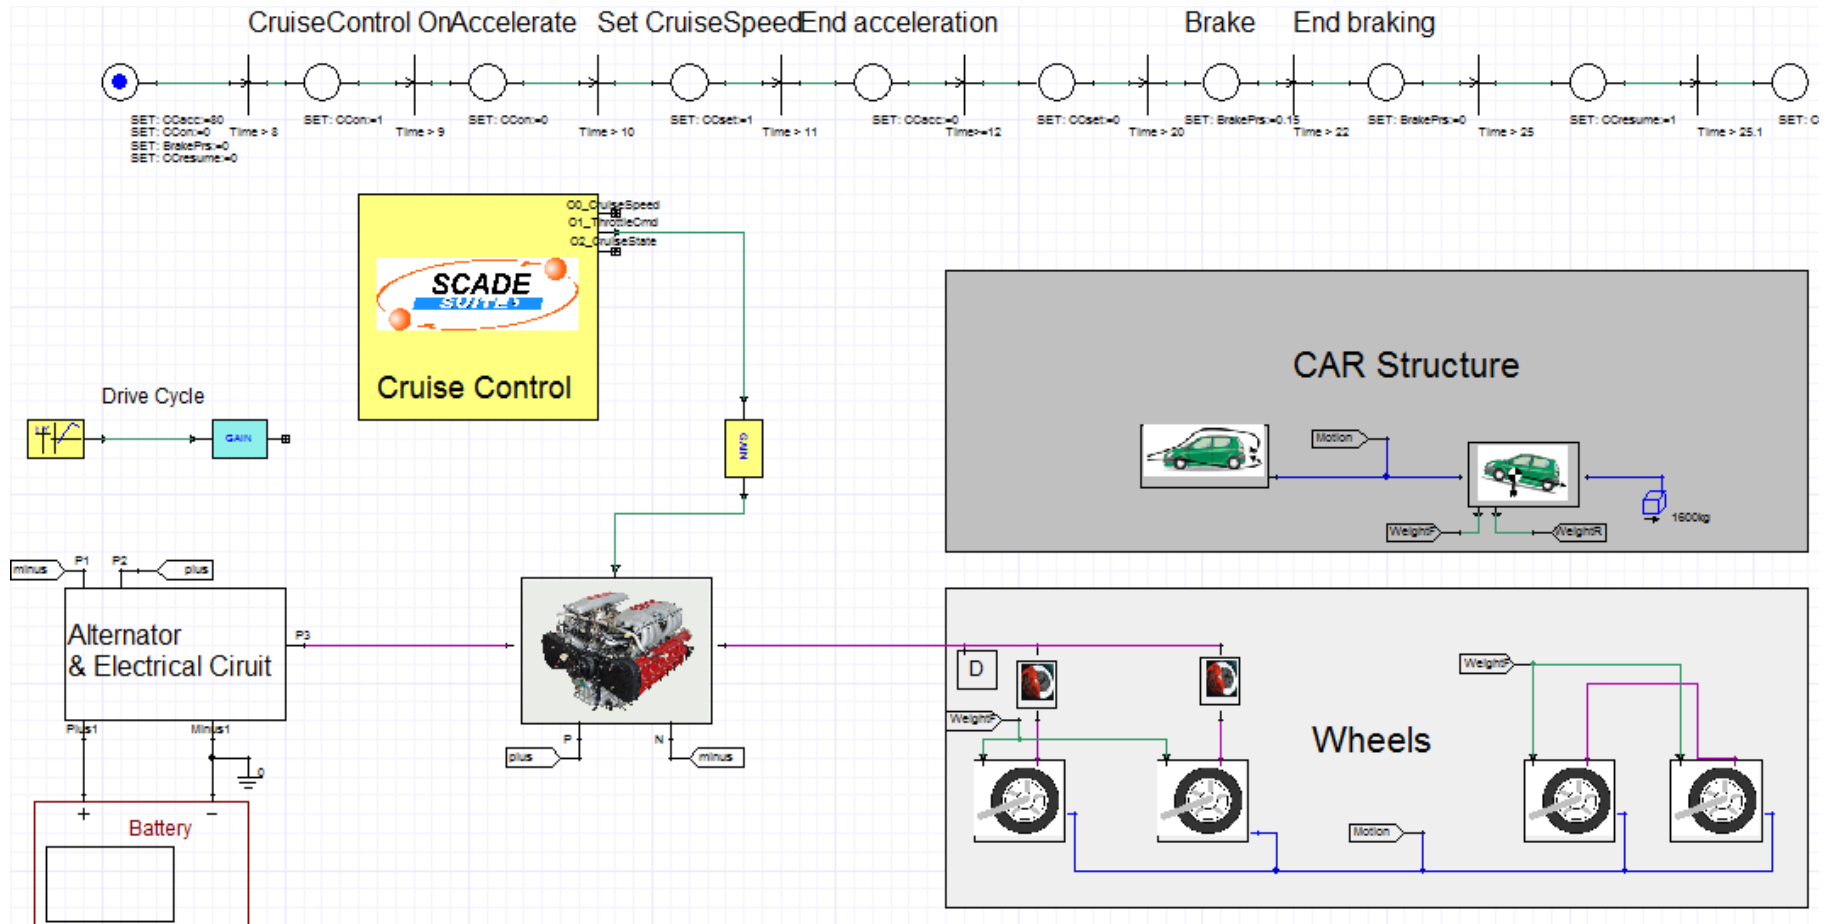 CruiseControl On
Accelerate
Set CruiseSpeed
End acceleration
Brake
End braking
SET: CCacc:=80
SET: CCon:=0
SET: BrakePrs:=0
SET: CCresume:=0
Time > 8
SET: CCon:=1
Time > 9
SET: CCon:=0
Time > 10
SET: CCset:=1
Time > 11
SET: CCacc:=0
Time>=12
SET: CCset:=0
Time > 20
SET: BrakePrs:=0.15
Time > 22
SET: BrakePrs:=0
Time > 25
SET: CCresume:=1
Time > 25.1
SET: C
O0_CruiseSpeed
O1_ThrottleCmd
O2_CruiseState
SCADE
SUITE
Cruise Control
Drive Cycle
GAIN
GAIN
CAR Structure
Motion
WeightF
WeightR
1600kg
minus
P1
P2
plus
Alternator
& Electrical Ciruit
P3
Plus1
Minus1
0
+
−
Battery
P
N
plus
minus
D
WeightF
WeightF
Wheels
Motion